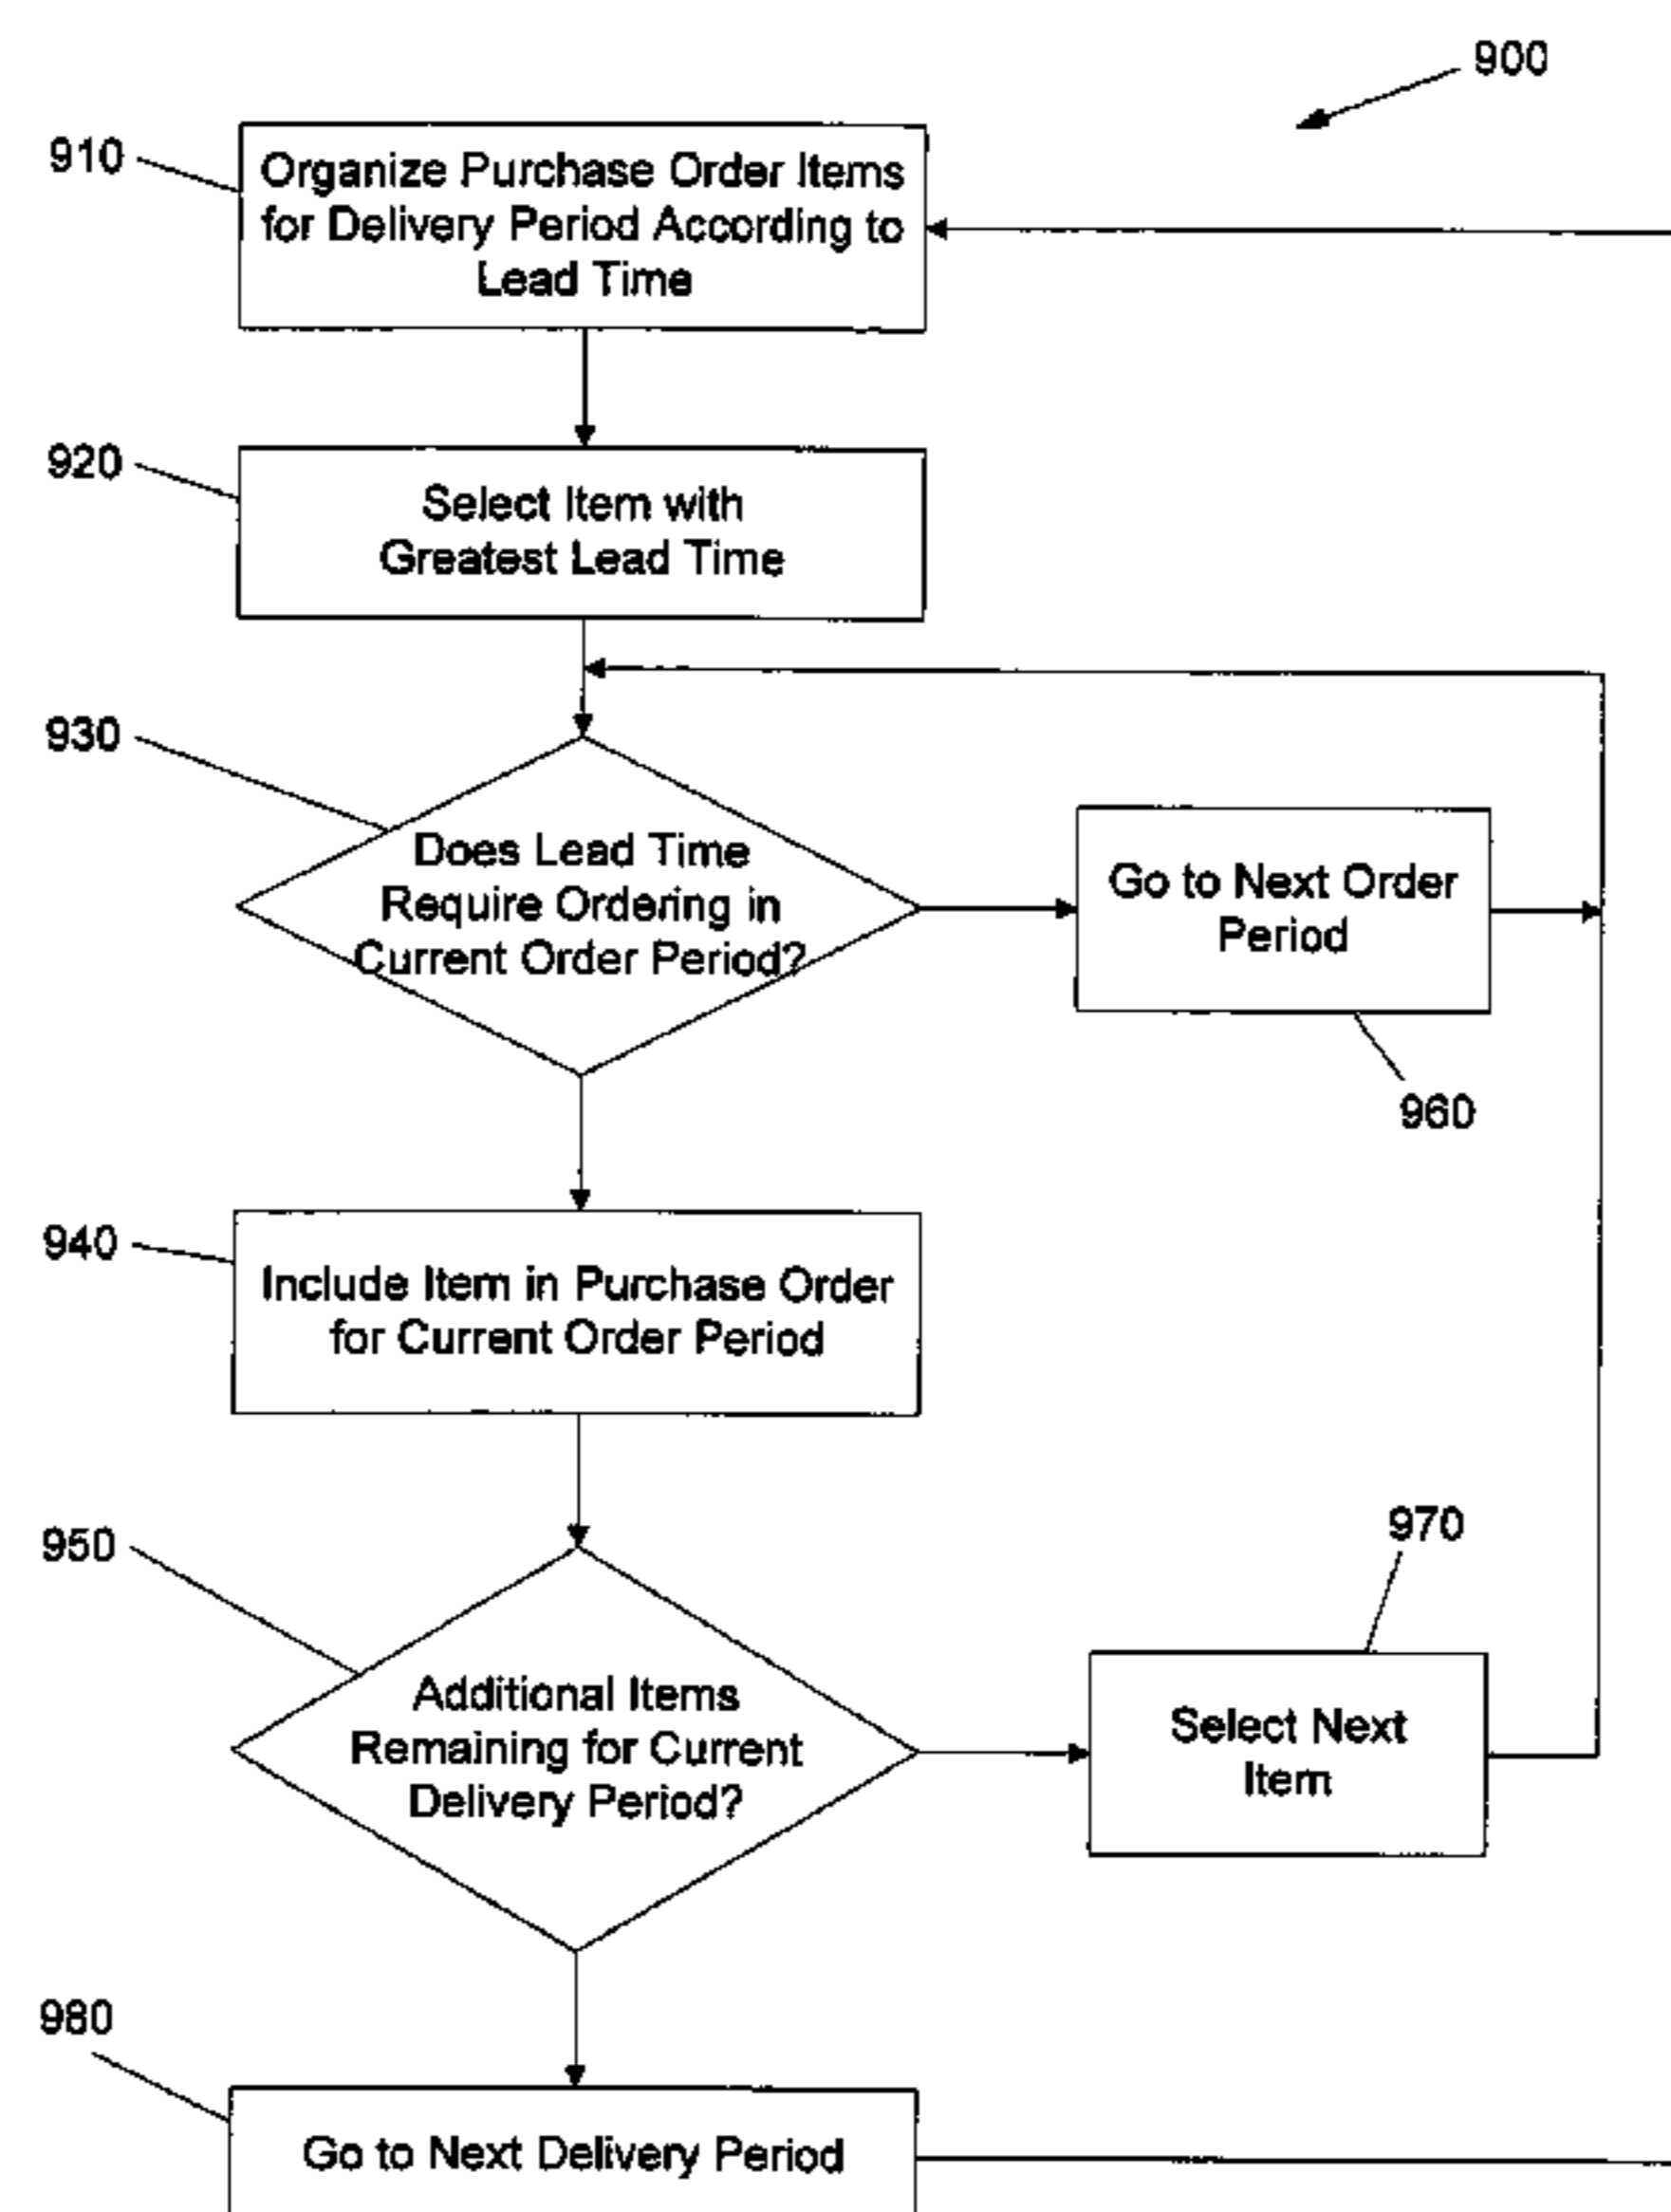 900
910
Organize Purchase Order Items
for Delivery Period According to
Lead Time
920
Select Item with
Greatest Lead Time
930
Does Lead Time
Require Ordering in
Current Order Period?
Go to Next Order
Period
960
940
Include Item in Purchase Order
for Current Order Period
950
Additional Items
Remaining for Current
Delivery Period?
970
Select Next
Item
980
Go to Next Delivery Period